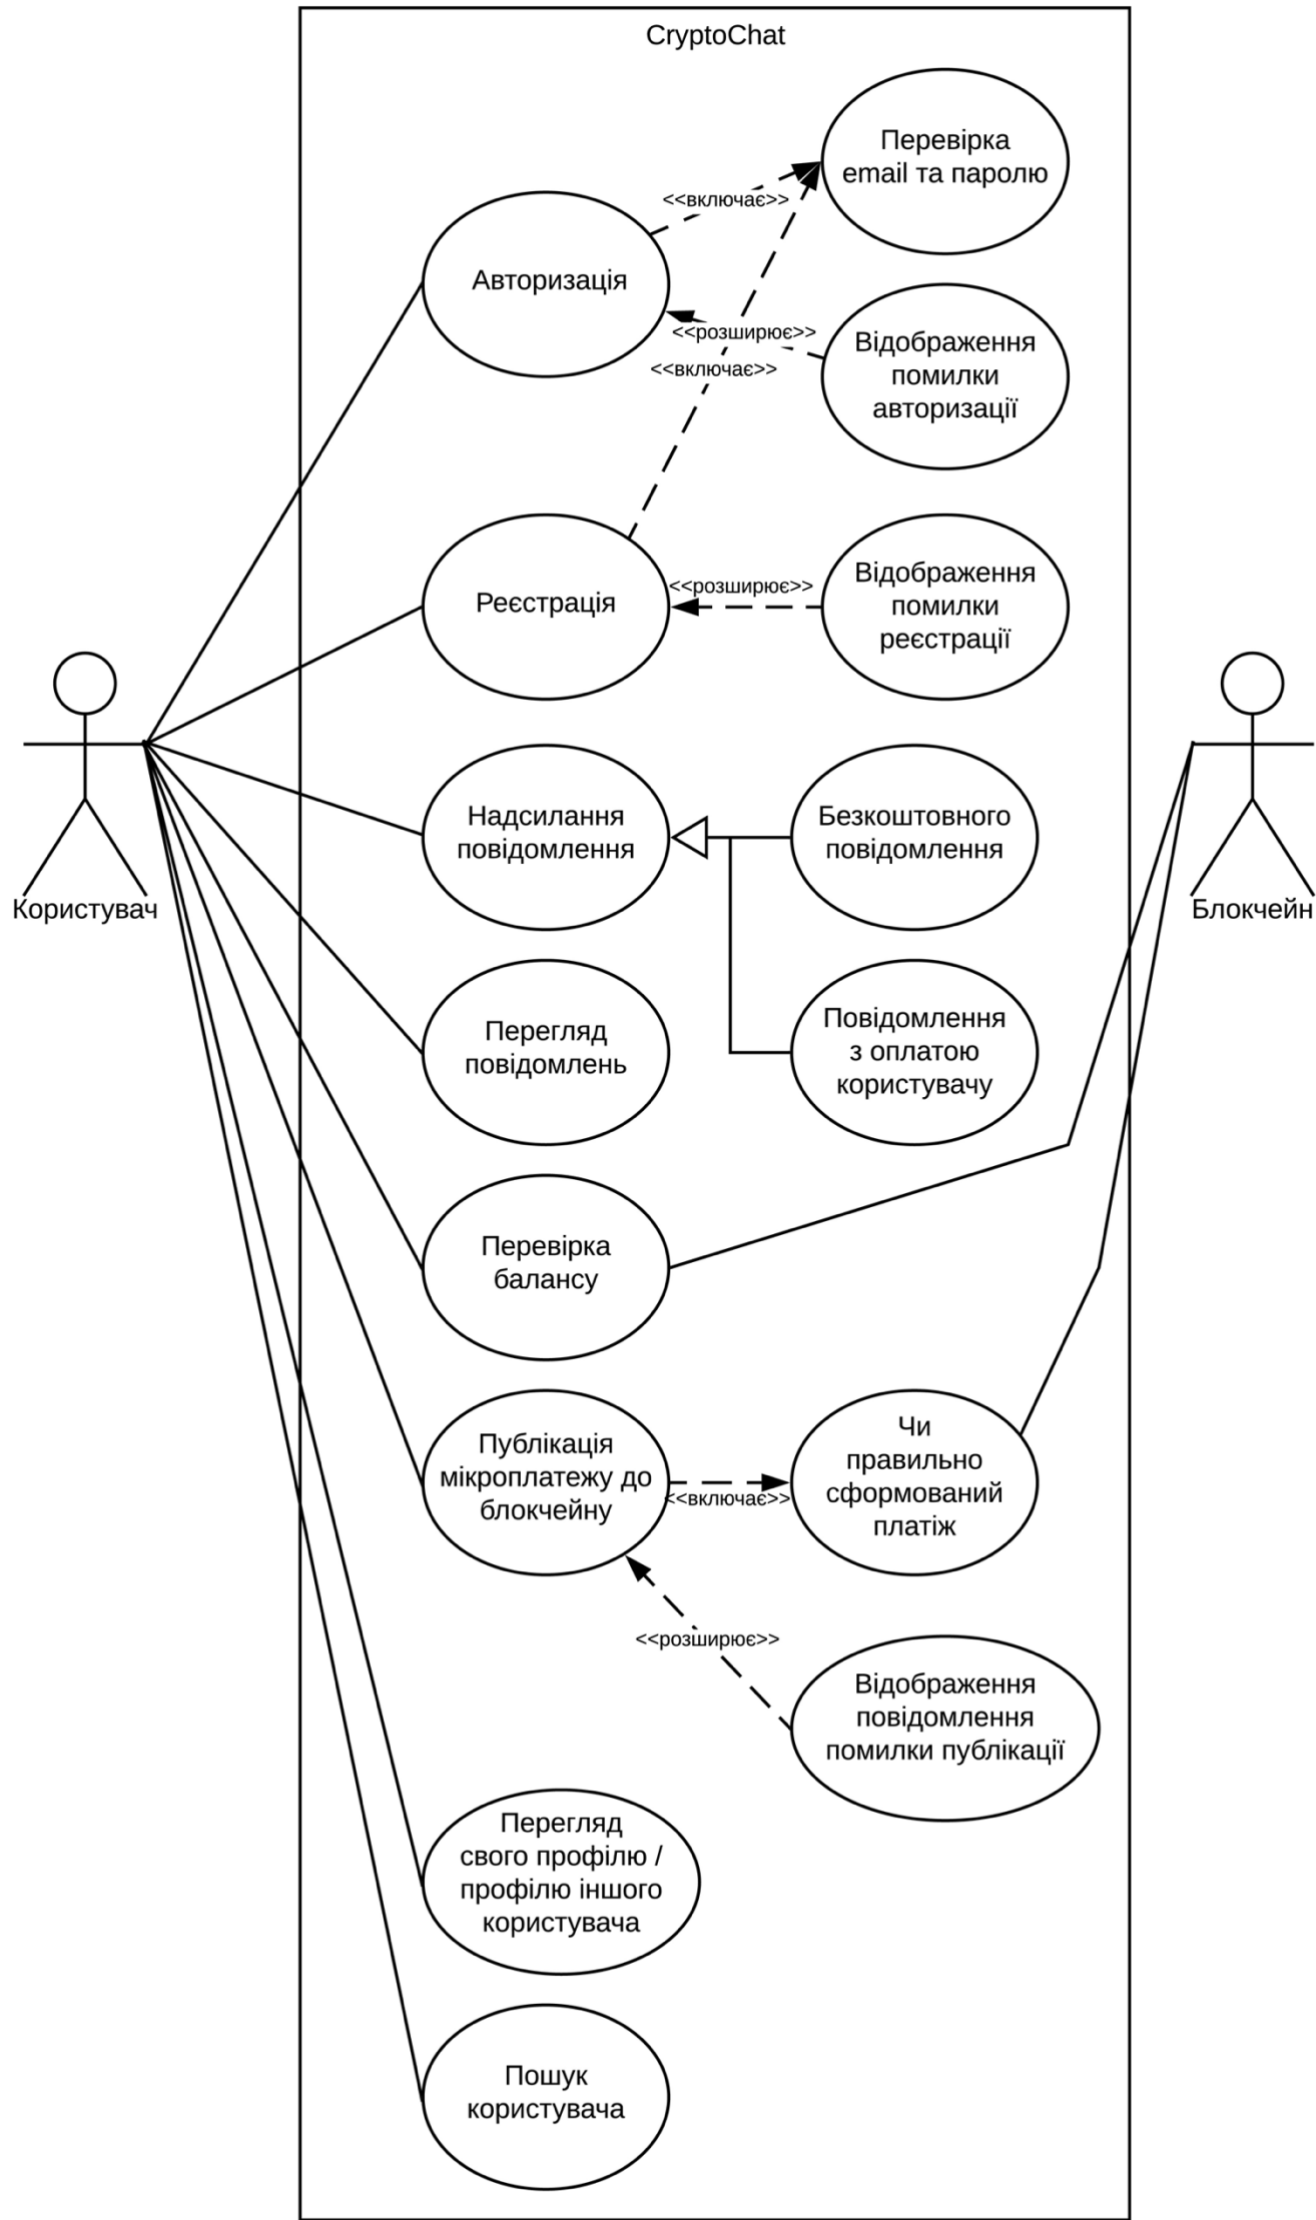 CryptoChat
Перевірка
email та паролю
<<включає>>
Авторизація
<<розширює>>
Відображення
помилки
авторизації
<<включає>>
Реєстрація
<<розширює>>
Відображення
помилки
реєстрації
Користувач
Надсилання
повідомлення
Безкоштовного
повідомлення
Блокчейн
Перегляд
повідомлень
Повідомлення
з оплатою
користувачу
Перевірка
балансу
Публікація
мікроплатежу до
блокчейну
<<включає>>
Чи
правильно
сформований
платіж
<<розширює>>
Відображення
повідомлення
помилки публікації
Перегляд
свого профілю /
профілю іншого
користувача
Пошук
користувача